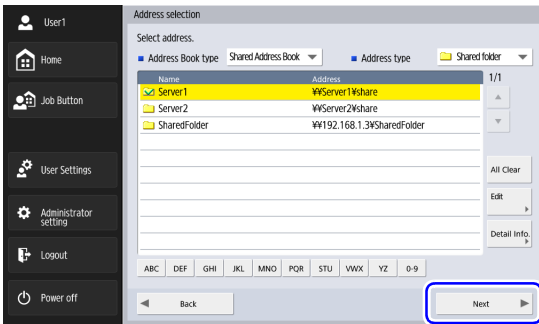 User1
Home
Job Button
User Settings
Administrator
setting
Logout
Power off
Address selection
Select address.
Address Book type Shared Address Book Address type Shared folder
Name Address 1/1
Server1 ¥¥Server1¥share
Server2 ¥¥Server2¥share
SharedFolder ¥¥192.168.1.3¥SharedFolder
All Clear
Edit
Detail Info.
ABC DEF GHI JKL MNO PQR STU VWX YZ 0-9
Back Next